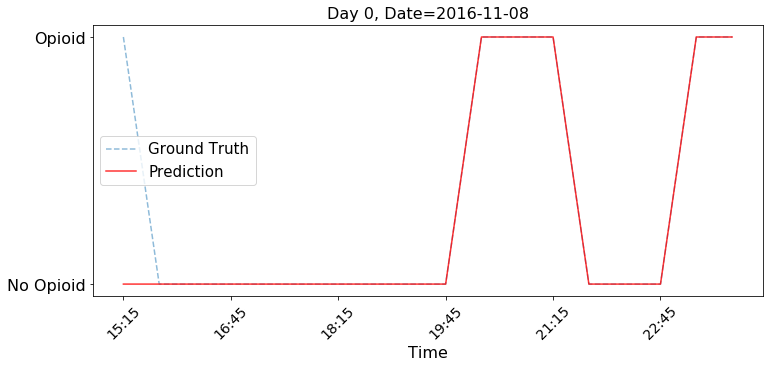 Day 0, Date=2016-11-08
Opioid
Ground Truth
Prediction
No Opioid
15:15
16:45
18:15
19:45
21:15
22:45
Time